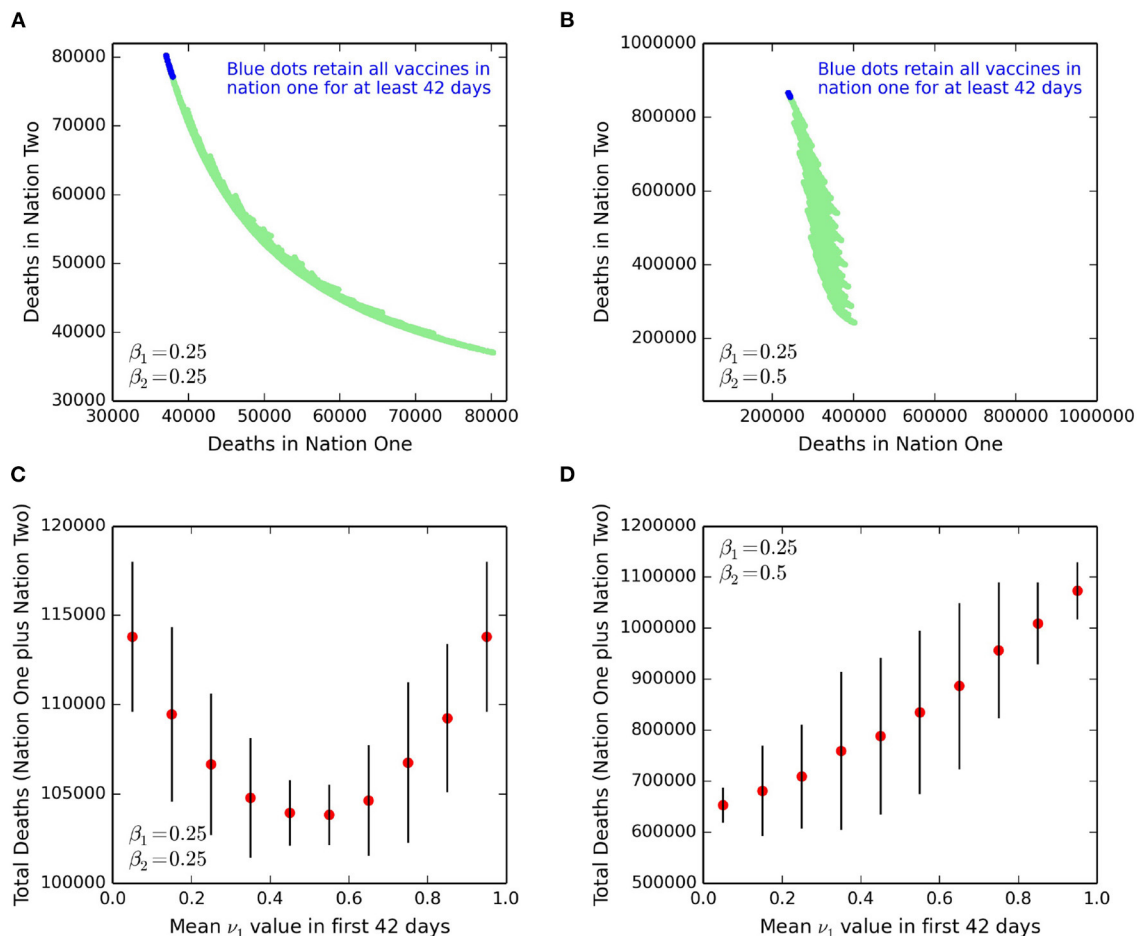 A
Deaths in Nation Two
80000
70000
60000
50000
40000
30000
Blue dots retain all vaccines in
nation one for at least 42 days
β₁=0.25
β₂=0.25
30000 40000 50000 60000 70000 80000
Deaths in Nation One
B
Deaths in Nation Two
1000000
800000
600000
400000
200000
Blue dots retain all vaccines in
nation one for at least 42 days
β₁=0.25
β₂=0.5
200000 400000 600000 800000 1000000
Deaths in Nation One
C
Total Deaths (Nation One plus Nation Two)
120000
115000
110000
105000
100000
β₁=0.25
β₂=0.25
0.0 0.2 0.4 0.6 0.8 1.0
Mean ν₁ value in first 42 days
D
Total Deaths (Nation One plus Nation Two)
1200000
1100000
1000000
900000
800000
700000
600000
500000
β₁=0.25
β₂=0.5
0.0 0.2 0.4 0.6 0.8 1.0
Mean ν₁ value in first 42 days